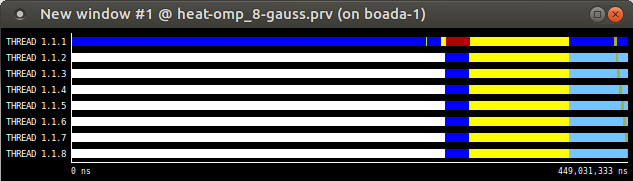 New window #1 @ heat-omp_8-gauss.prv (on boada-1)
THREAD 1.1.1
THREAD 1.1.2
THREAD 1.1.3
THREAD 1.1.4
THREAD 1.1.5
THREAD 1.1.6
THREAD 1.1.7
THREAD 1.1.8
0 ns 449,031,333 ns